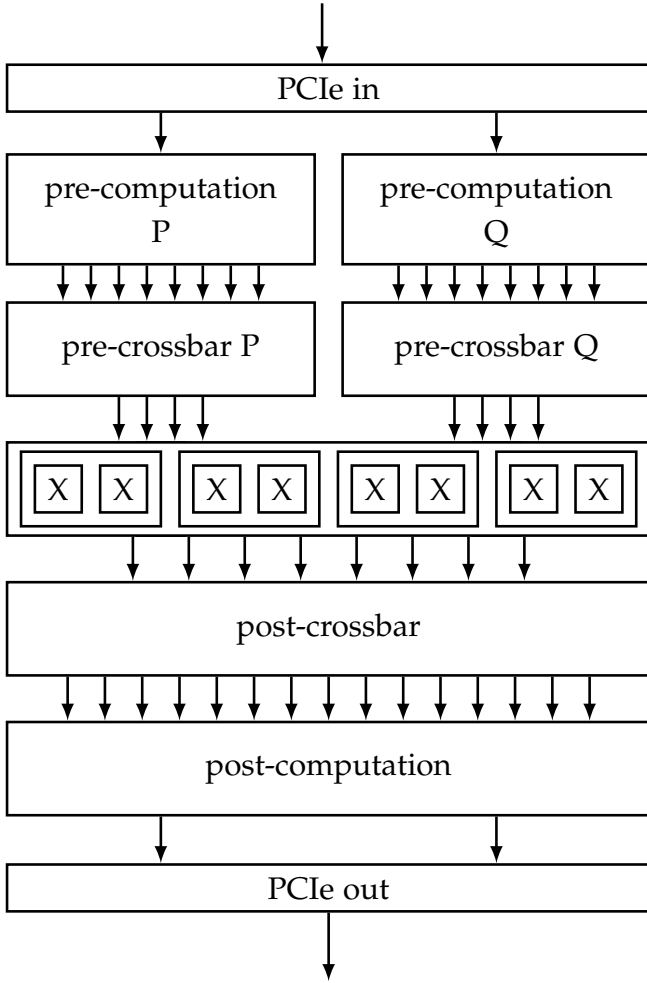 PCIe in
pre-computation
P
pre-computation
Q
pre-crossbar P
pre-crossbar Q
X X X X X X X X
post-crossbar
post-computation
PCIe out